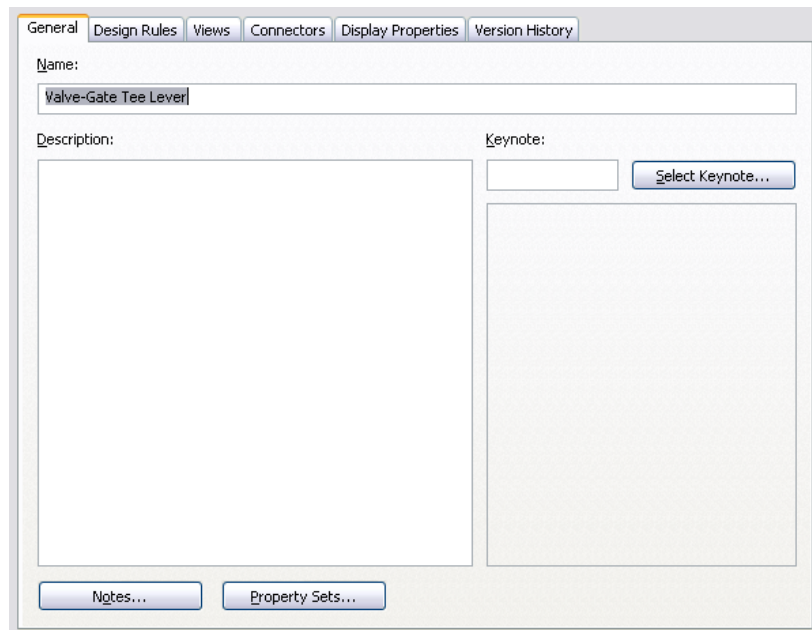 General Design Rules Views Connectors Display Properties Version History
Name:
Valve-Gate Tee Lever
Description:
Keynote:
Select Keynote...
Notes... Property Sets...